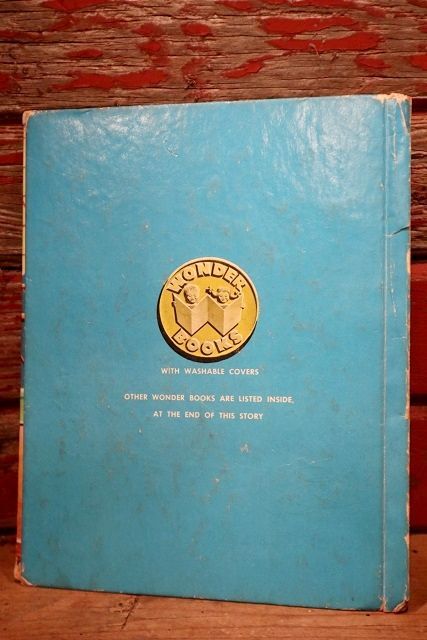 WONDER
BOOKS
WITH WASHABLE COVERS
OTHER WONDER BOOKS ARE LISTED INSIDE,
AT THE END OF THIS STORY